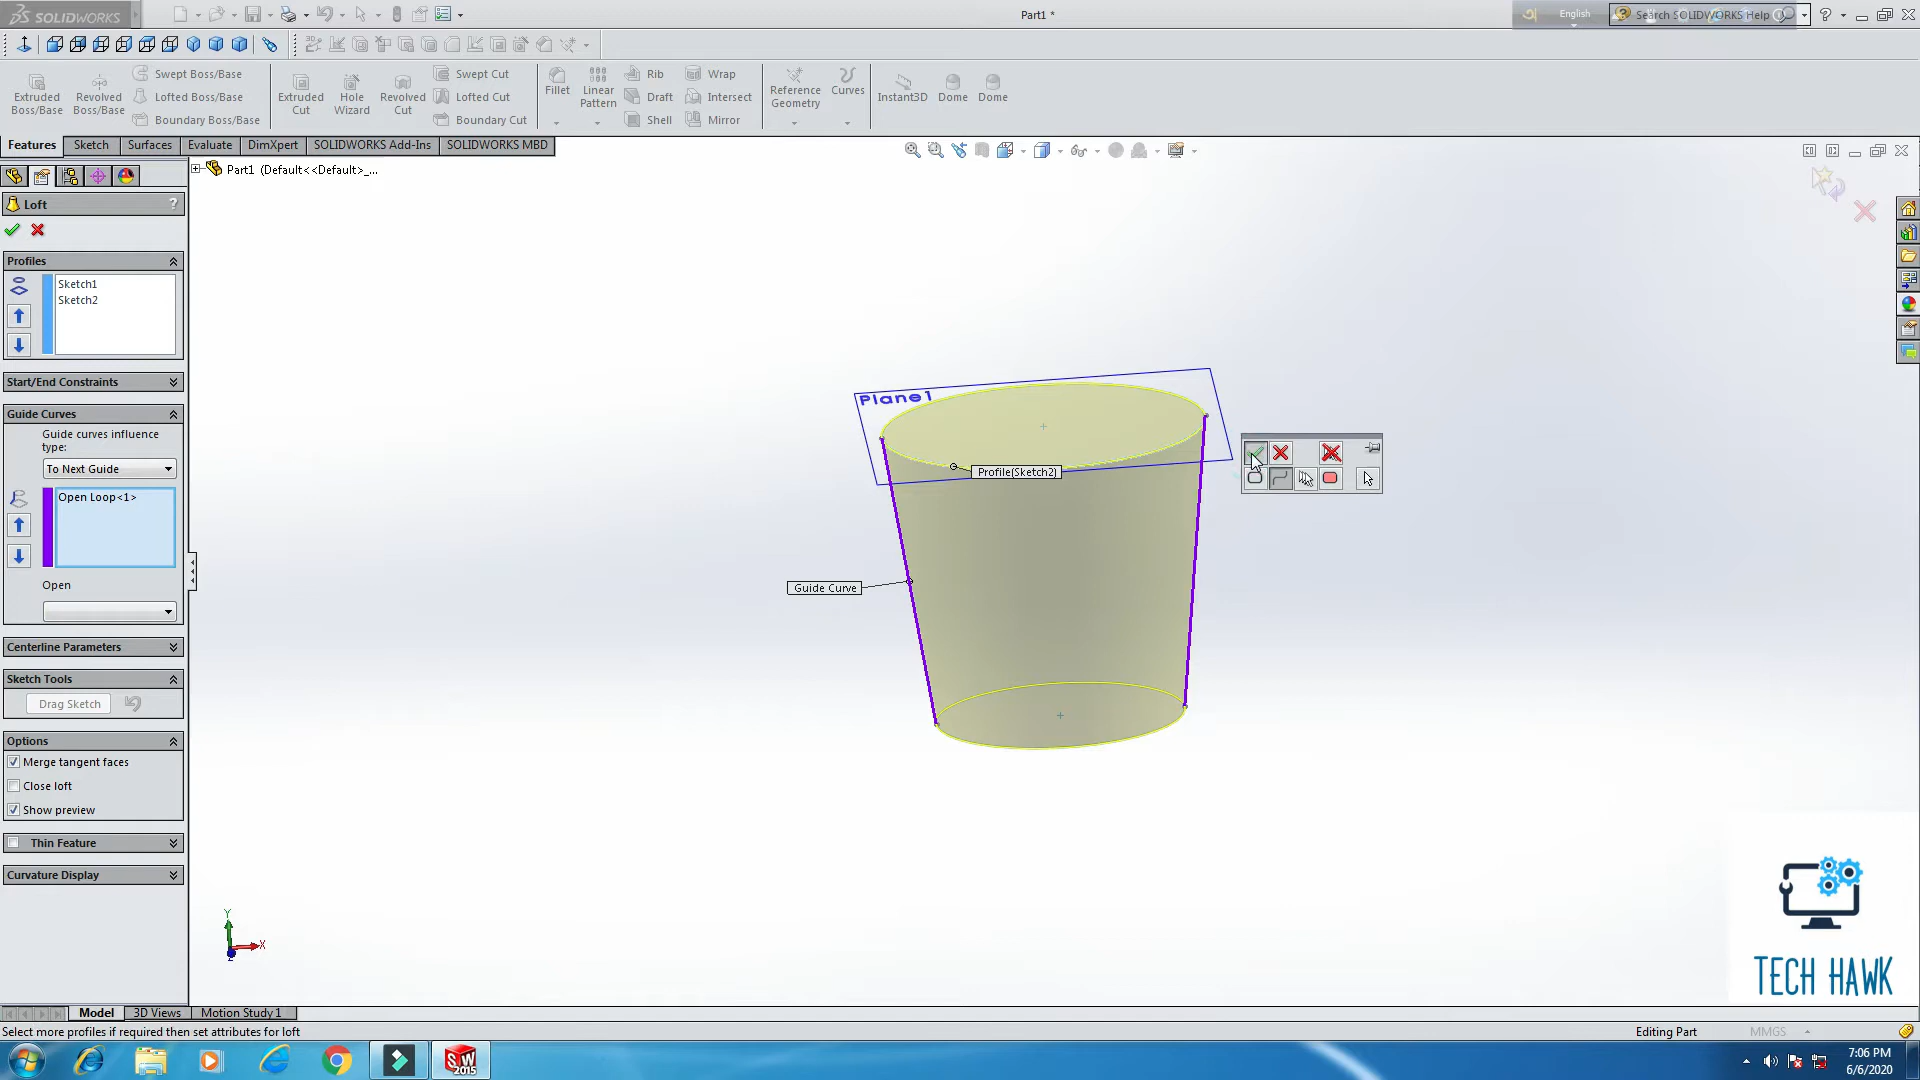 SOLIDWORKS
Part1 *
English
Search SOLIDWORKS Help
Extruded Boss/Base
Revolved Boss/Base
Swept Boss/Base
Lofted Boss/Base
Boundary Boss/Base
Extruded Cut
Hole Wizard
Revolved Cut
Swept Cut
Lofted Cut
Boundary Cut
Fillet
Linear Pattern
Rib
Draft
Shell
Wrap
Intersect
Mirror
Reference Geometry
Curves
Instant3D
Dome
Dome
Features
Sketch
Surfaces
Evaluate
DimXpert
SOLIDWORKS Add-Ins
SOLIDWORKS MBD
Part1 (Default<<Default>_...
Loft
?
Profiles
Sketch1
Sketch2
Start/End Constraints
Guide Curves
Guide curves influence
type:
To Next Guide
Open Loop<1>
Open
Centerline Parameters
Sketch Tools
Drag Sketch
Options
Merge tangent faces
Close loft
Show preview
Thin Feature
Curvature Display
Plane1
Profile(Sketch2)
Guide Curve
Y
X
Z
TECH HAWK
Model
3D Views
Motion Study 1
Select more profiles if required then set attributes for loft
Editing Part
MMGS
SW
2015
7:06 PM
6/6/2020